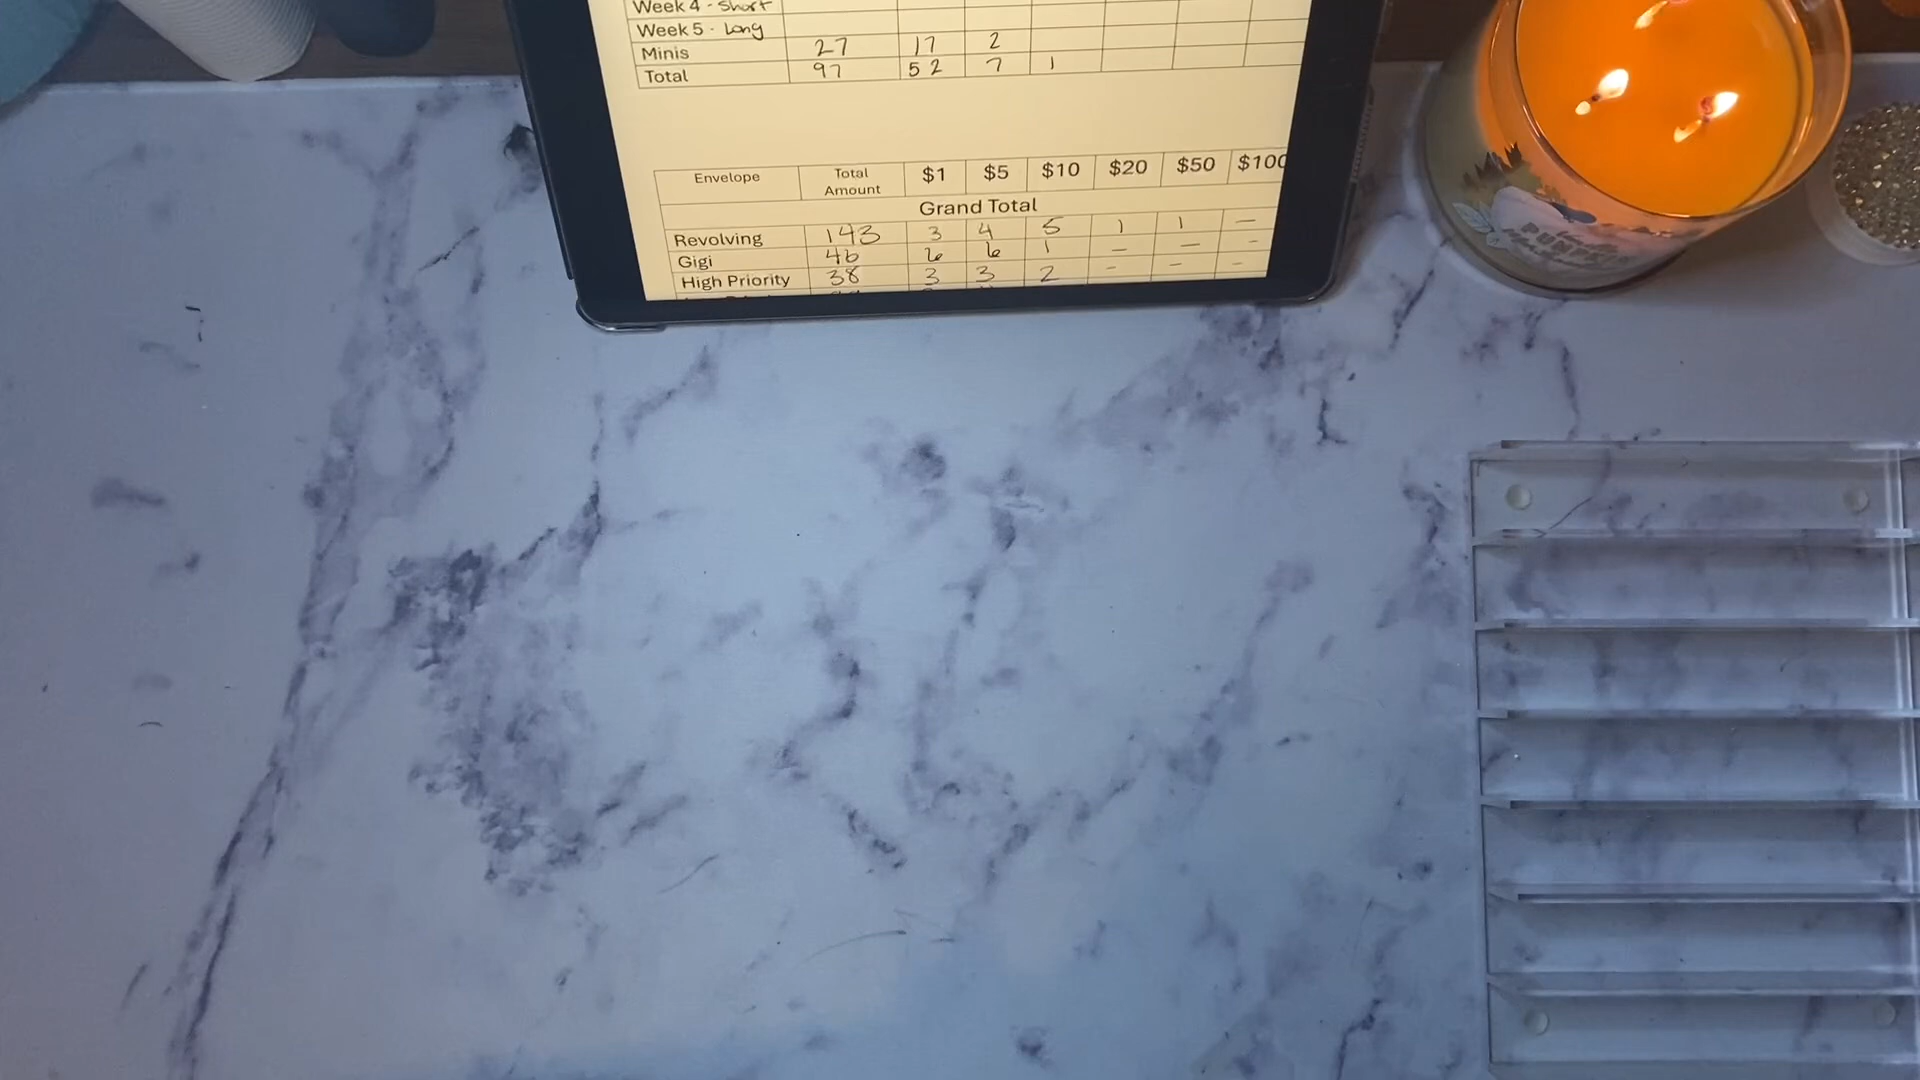 Week 4 - Short
Week 5 - Long
Minis 27 17 2
Total 97 52 7 1
Envelope Total Amount $1 $5 $10 $20 $50 $100
Grand Total
Revolving 143 3 4 5 1 1 —
Gigi 46 6 6 1 — — -
High Priority 38 3 3 2 - - -
PUMPKIN